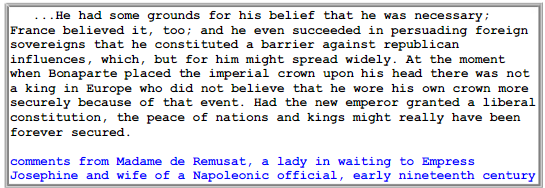 ...He had some grounds for his belief that he was necessary;
France believed it, too; and he even succeeded in persuading foreign
sovereigns that he constituted a barrier against republican
influences, which, but for him might spread widely. At the moment
when Bonaparte placed the imperial crown upon his head there was not
a king in Europe who did not believe that he wore his own crown more
securely because of that event. Had the new emperor granted a liberal
constitution, the peace of nations and kings might really have been
forever secured.
comments from Madame de Remusat, a lady in waiting to Empress
Josephine and wife of a Napoleonic official, early nineteenth century